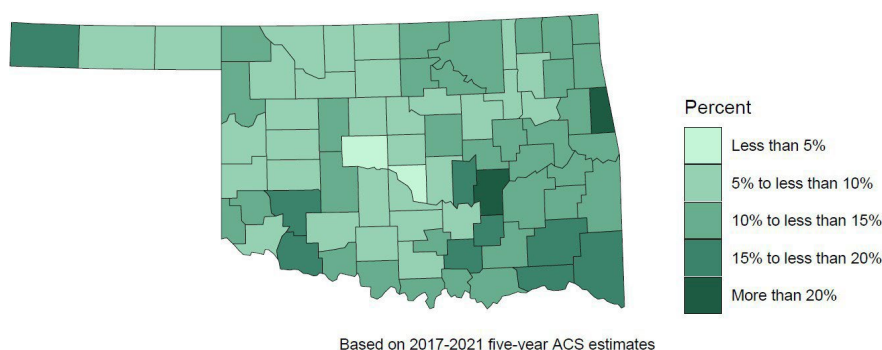 Percent
Less than 5%
5% to less than 10%
10% to less than 15%
15% to less than 20%
More than 20%
Based on 2017-2021 five-year ACS estimates